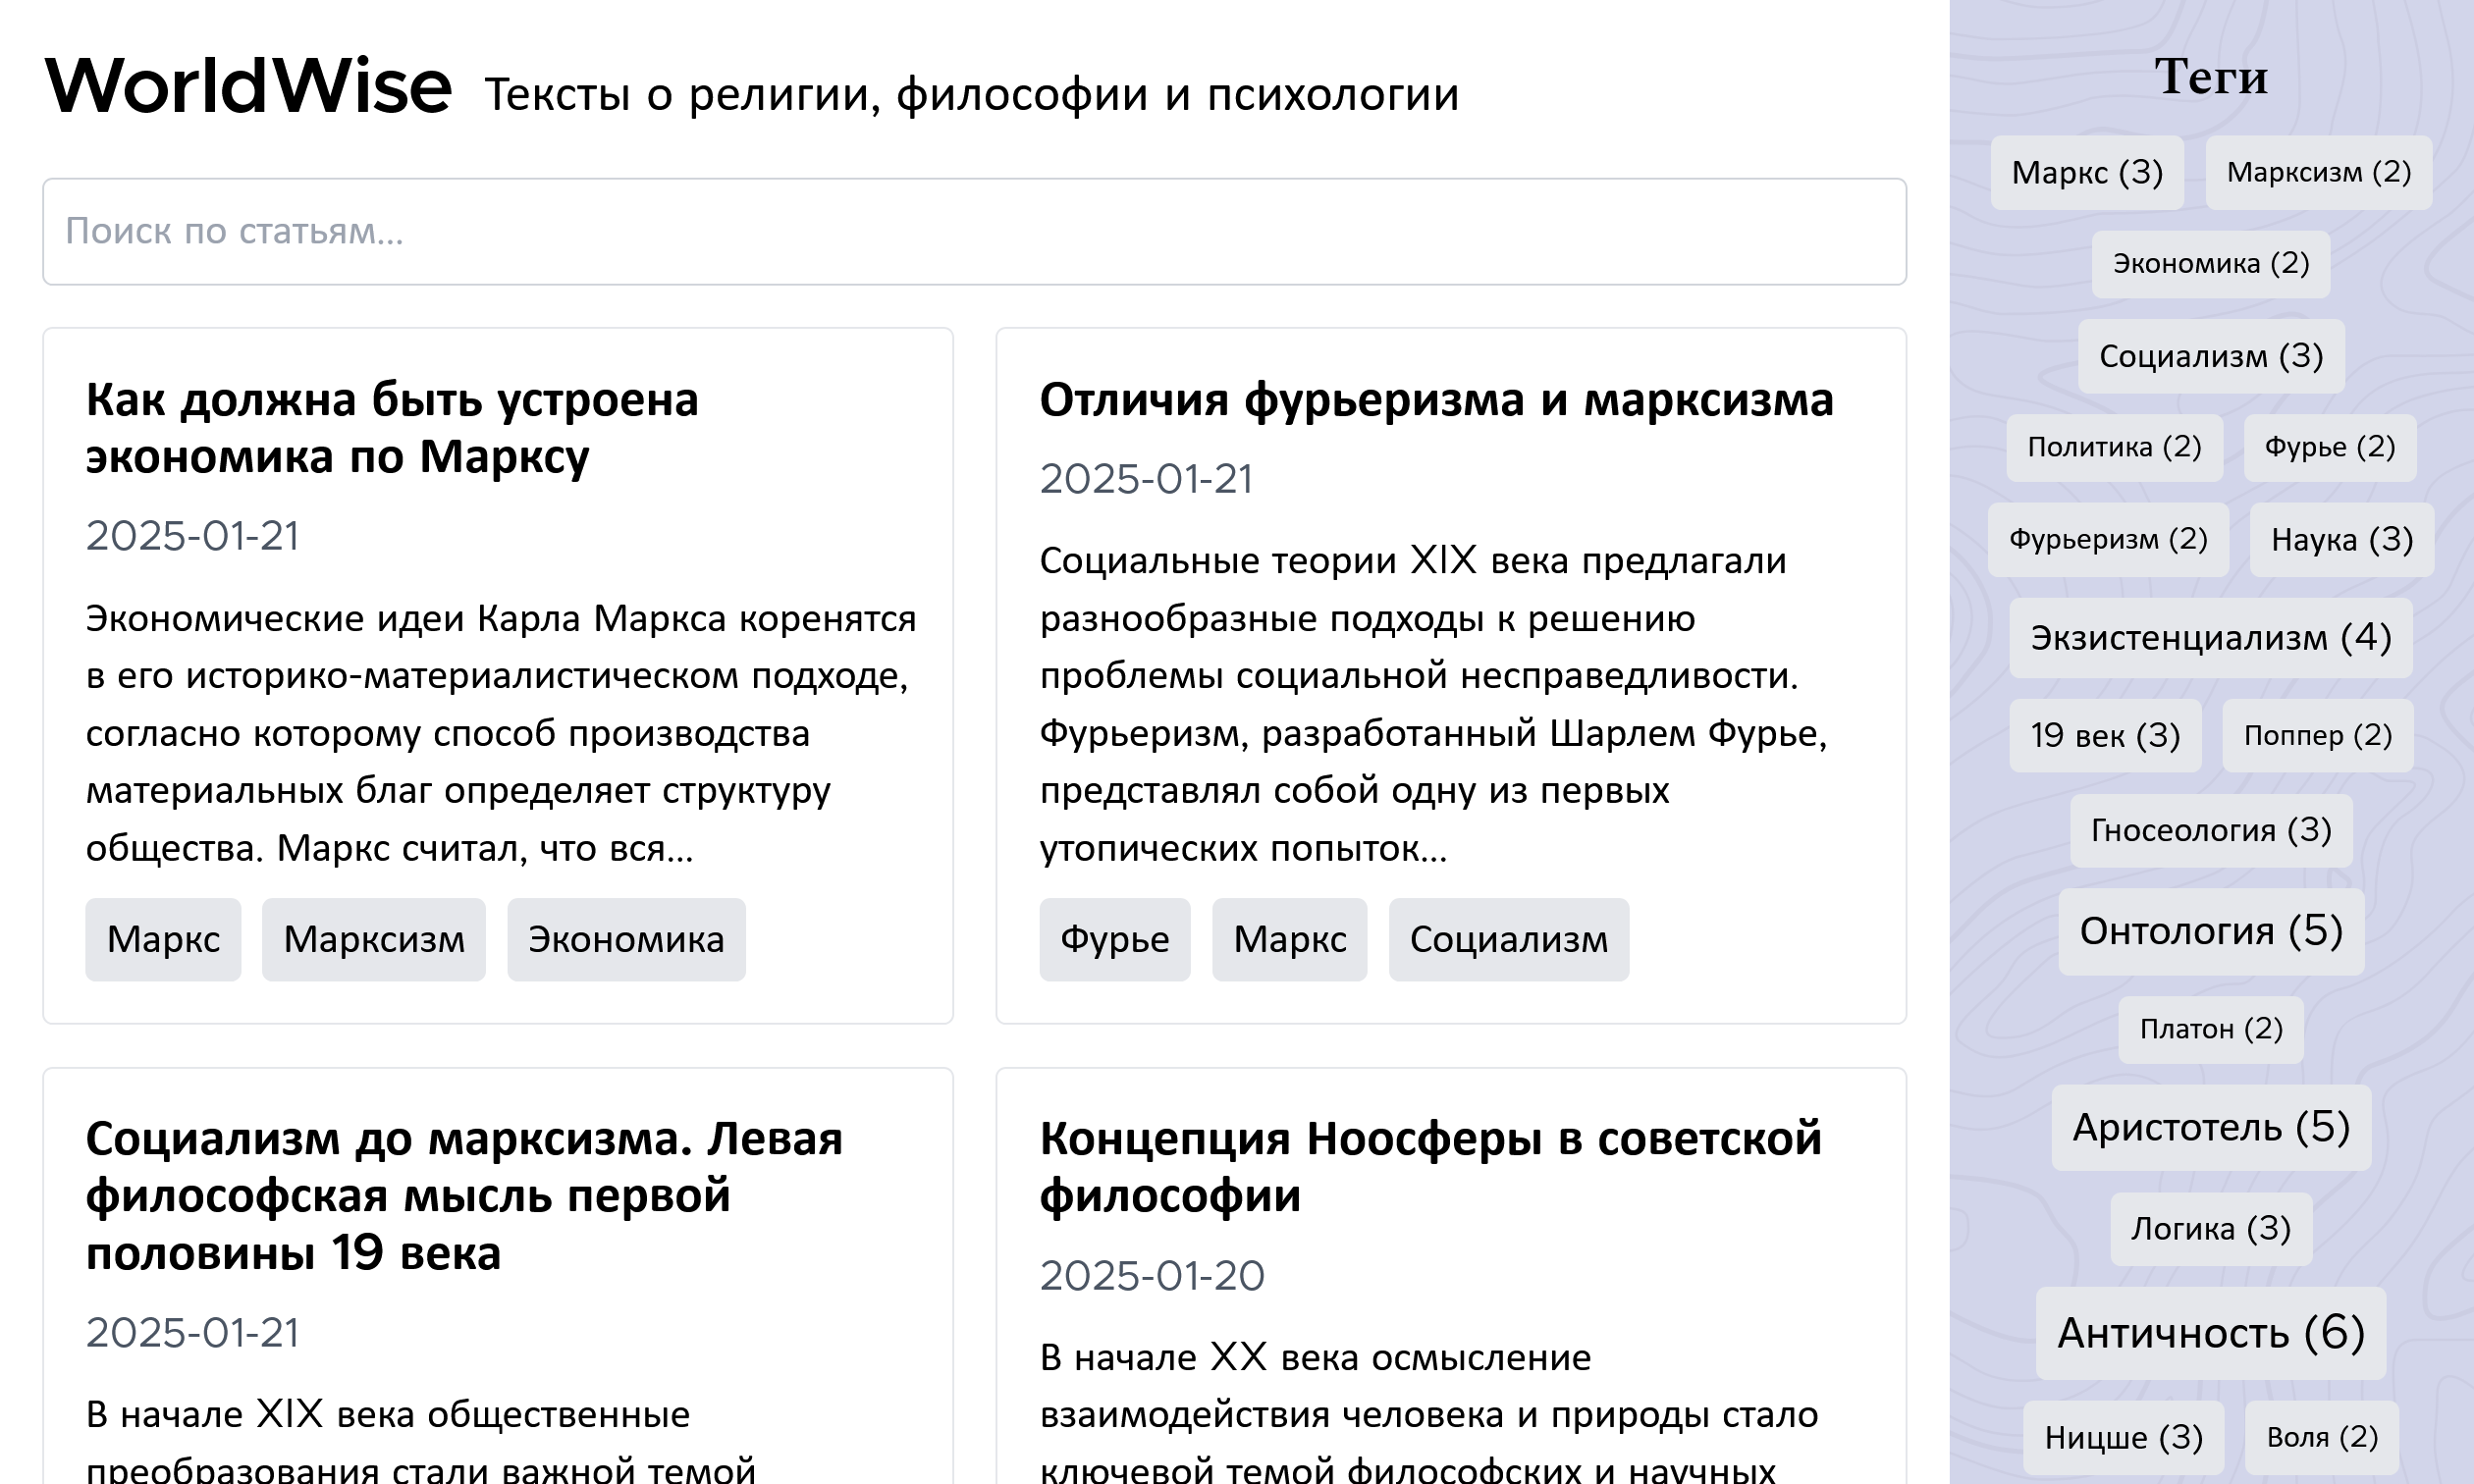 WorldWise Тексты о религии, философии и психологии
Поиск по статьям...
Как должна быть устроена
экономика по Марксу
2025-01-21
Экономические идеи Карла Маркса коренятся
в его историко-материалистическом подходе,
согласно которому способ производства
материальных благ определяет структуру
общества. Маркс считал, что вся...
Маркс Марксизм Экономика
Отличия фурьеризма и марксизма
2025-01-21
Социальные теории XIX века предлагали
разнообразные подходы к решению
проблемы социальной несправедливости.
Фурьеризм, разработанный Шарлем Фурье,
представлял собой одну из первых
утопических попыток...
Фурье Маркс Социализм
Социализм до марксизма. Левая
философская мысль первой
половины 19 века
2025-01-21
В начале XIX века общественные
преобразования стали важной темой
Концепция Ноосферы в советской
философии
2025-01-20
В начале XX века осмысление
взаимодействия человека и природы стало
ключевой темой философских и научных
Теги
Маркс (3) Марксизм (2)
Экономика (2)
Социализм (3)
Политика (2) Фурье (2)
Фурьеризм (2) Наука (3)
Экзистенциализм (4)
19 век (3) Поппер (2)
Гносеология (3)
Онтология (5)
Платон (2)
Аристотель (5)
Логика (3)
Античность (6)
Ницше (3) Воля (2)